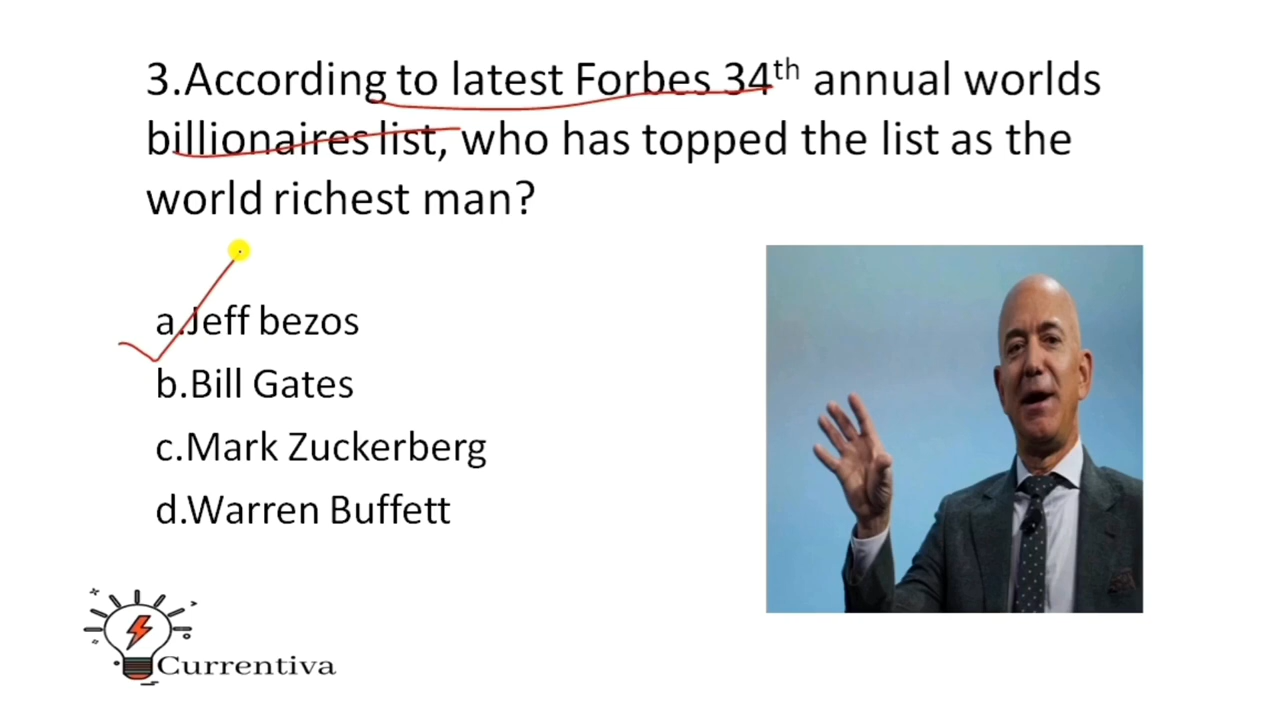 3.According to latest Forbes 34th annual worlds
billionaires list, who has topped the list as the
world richest man?
a.Jeff bezos
b.Bill Gates
c.Mark Zuckerberg
d.Warren Buffett
Currentiva